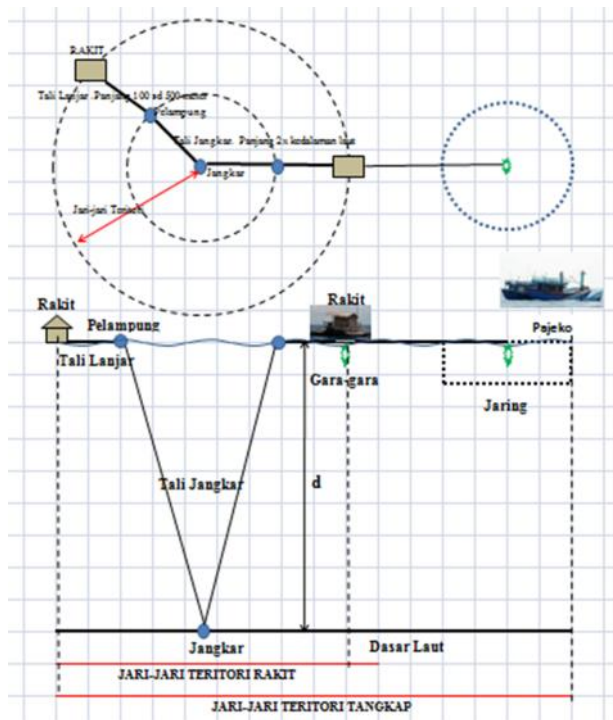 RAKIT
Tali Lanjar. Panjang 100 sd 500 meter
Pelampung
Tali Jangkar. Panjang 2x kedalaman laut
Jangkar
Jari-jari Teritori
Rakit
Rakit
Pelampung
Pajeko
Tali Lanjar
Gara-gara
Jaring
Tali Jangkar
d
Jangkar
Dasar Laut
JARI-JARI TERITORI RAKIT
JARI-JARI TERITORI TANGKAP